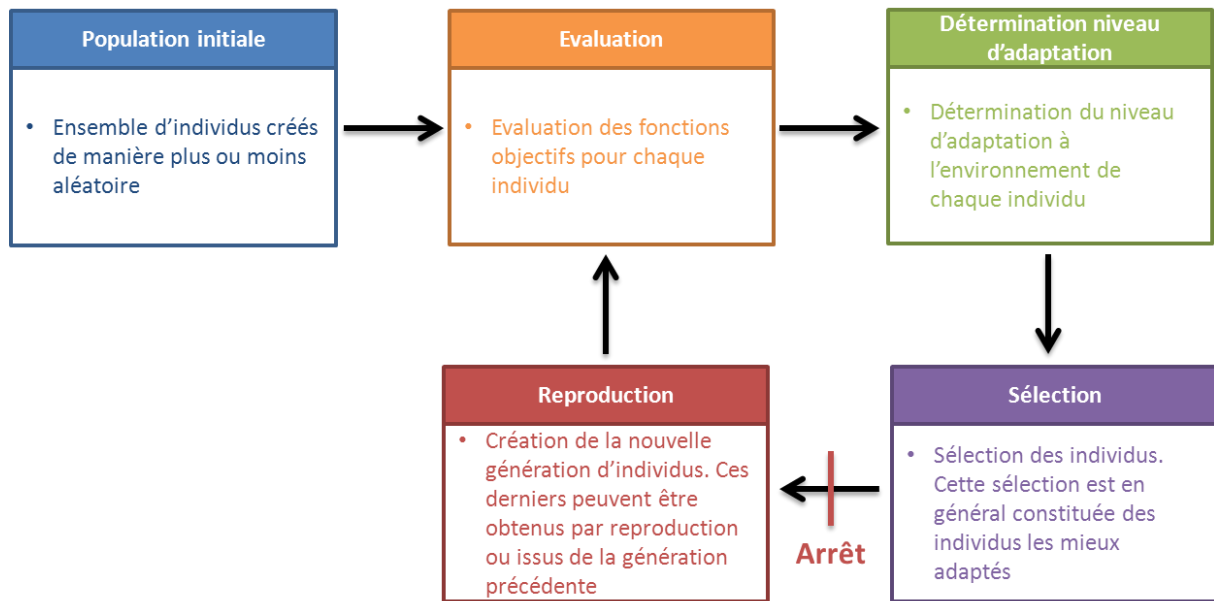 Population initiale
• Ensemble d'individus créés
de manière plus ou moins
aléatoire
Evaluation
• Evaluation des fonctions
objectifs pour chaque
individu
Détermination niveau
d'adaptation
• Détermination du niveau
d'adaptation à
l'environnement de
chaque individu
Sélection
• Sélection des individus.
Cette sélection est en
général constituée des
individus les mieux
adaptés
Arrêt
Reproduction
• Création de la nouvelle
génération d'individus. Ces
derniers peuvent être
obtenus par reproduction
ou issus de la génération
précédente